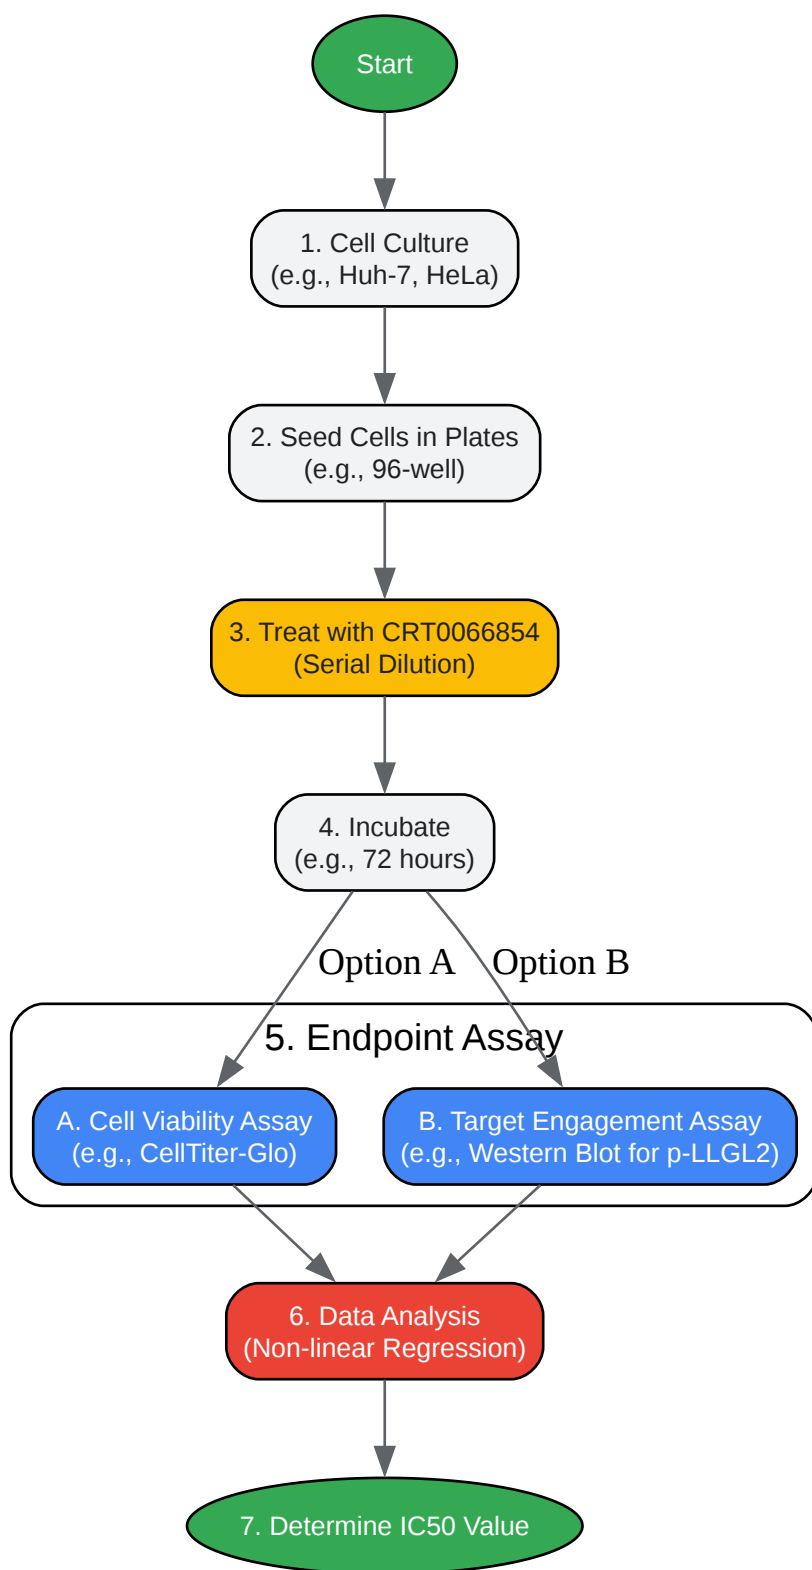 Start
1. Cell Culture
(e.g., Huh-7, HeLa)
2. Seed Cells in Plates
(e.g., 96-well)
3. Treat with CRT0066854
(Serial Dilution)
4. Incubate
(e.g., 72 hours)
Option A
Option B
5. Endpoint Assay
A. Cell Viability Assay
(e.g., CellTiter-Glo)
B. Target Engagement Assay
(e.g., Western Blot for p-LLGL2)
6. Data Analysis
(Non-linear Regression)
7. Determine IC50 Value